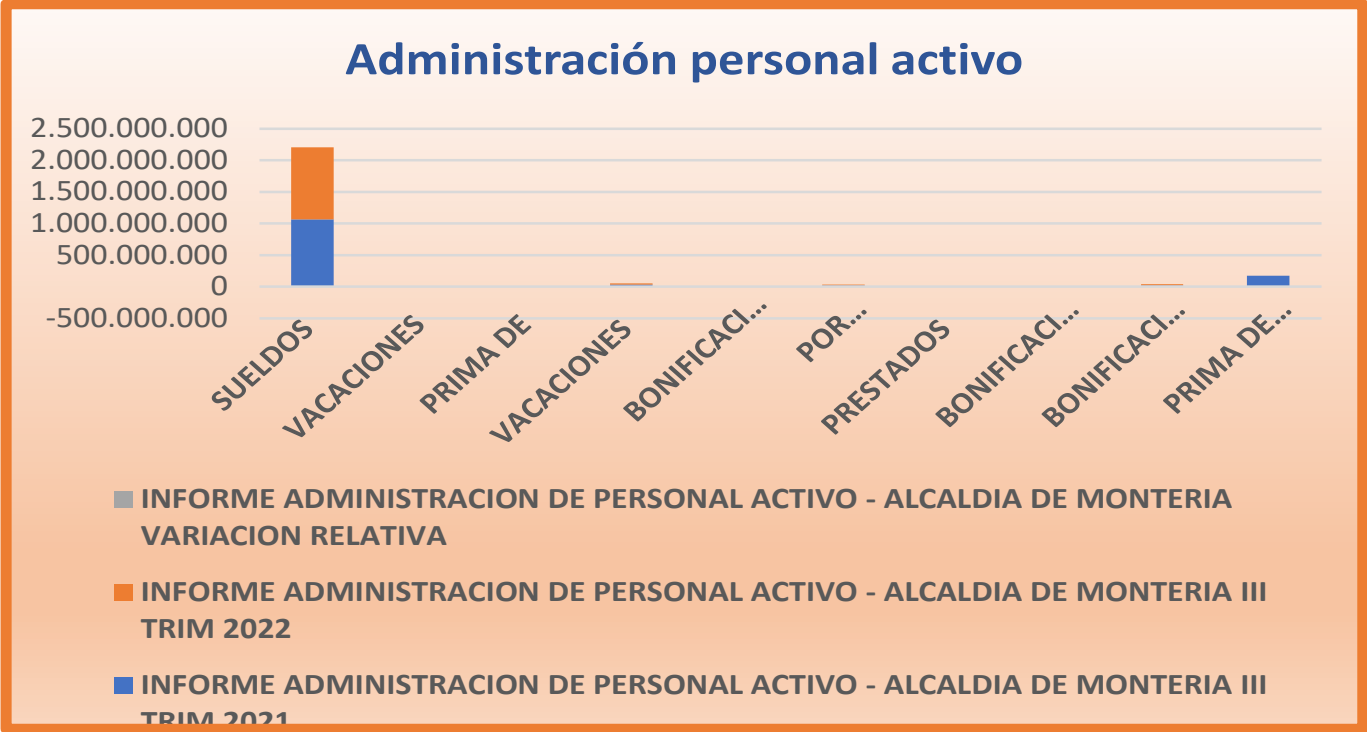 Administración personal activo
2.500.000.000
2.000.000.000
1.500.000.000
1.000.000.000
500.000.000
0
-500.000.000
SUELDOS
VACACIONES
PRIMA DE
VACACIONES
BONIFICACI...
POR...
PRESTADOS
BONIFICACI...
BONIFICACI...
PRIMA DE...
INFORME ADMINISTRACION DE PERSONAL ACTIVO - ALCALDIA DE MONTERIA
VARIACION RELATIVA
INFORME ADMINISTRACION DE PERSONAL ACTIVO - ALCALDIA DE MONTERIA III
TRIM 2022
INFORME ADMINISTRACION DE PERSONAL ACTIVO - ALCALDIA DE MONTERIA III
TRIM 2021